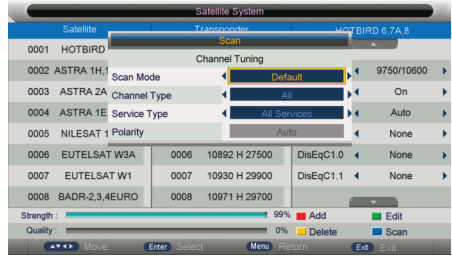 Satellite System
Satellite Transponder HOTBIRD 6,7A,8
Scan
0001 HOTBIRD
Channel Tuning
0002 ASTRA 1H,1 Scan Mode Default 9750/10600
0003 ASTRA 2A Channel Type All On
0004 ASTRA 1E Service Type All Services Auto
0005 NILESAT 1 Polarity Auto None
0006 EUTELSAT W3A 0006 10892 H 27500 DisEqC1.0 None
0007 EUTELSAT W1 0007 10930 H 29900 DisEqC1.1 None
0008 BADR-2,3,4EURO 0008 10971 H 29700
Strength : 99% Add Edit
Quality : 0% Delete Scan
Move Enter Select Menu Return Exit Exit